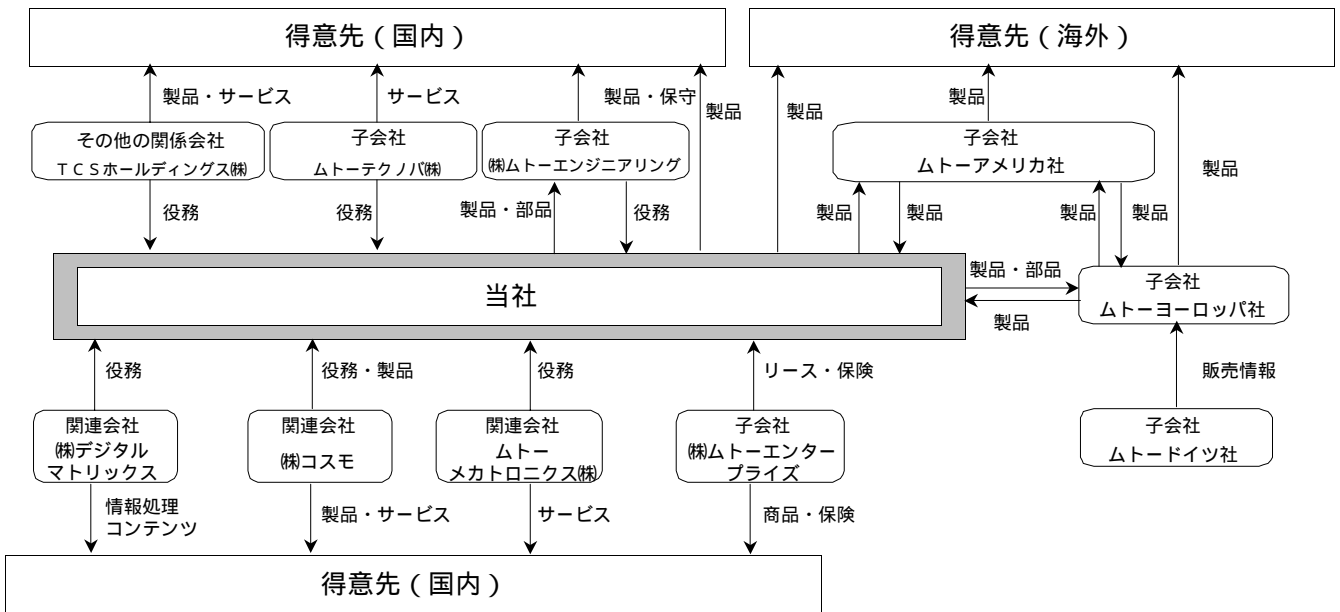 得意先(国内)
得意先(海外)
製品・サービス
サービス
製品・保守
製品
製品
製品
製品
その他の関係会社
TCSホールディングス㈱
子会社
ムトーテクノパ㈱
子会社
㈱ムトーエンジニアリング
子会社
ムトーアメリカ社
役務
役務
製品・部品
役務
製品
製品
製品
製品
当社
製品・部品
製品
子会社
ムトーヨーロッパ社
役務
役務・製品
役務
リース・保険
販売情報
関連会社
㈱デジタル
マトリックス
関連会社
㈱コスモ
関連会社
ムトー
メカトロニクス㈱
子会社
㈱ムトーエンター
プライズ
子会社
ムトードイツ社
情報処理
コンテンツ
製品・サービス
サービス
商品・保険
得意先(国内)